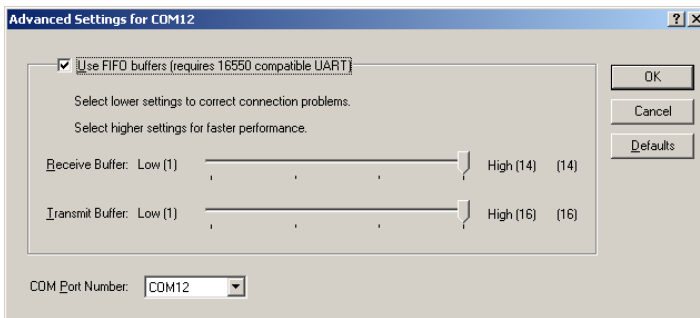 Advanced Settings for COM12
Use FIFO buffers (requires 16550 compatible UART)
Select lower settings to correct connection problems.
Select higher settings for faster performance.
Receive Buffer: Low (1) High (14) (14)
Transmit Buffer: Low (1) High (16) (16)
COM Port Number: COM12
OK
Cancel
Defaults